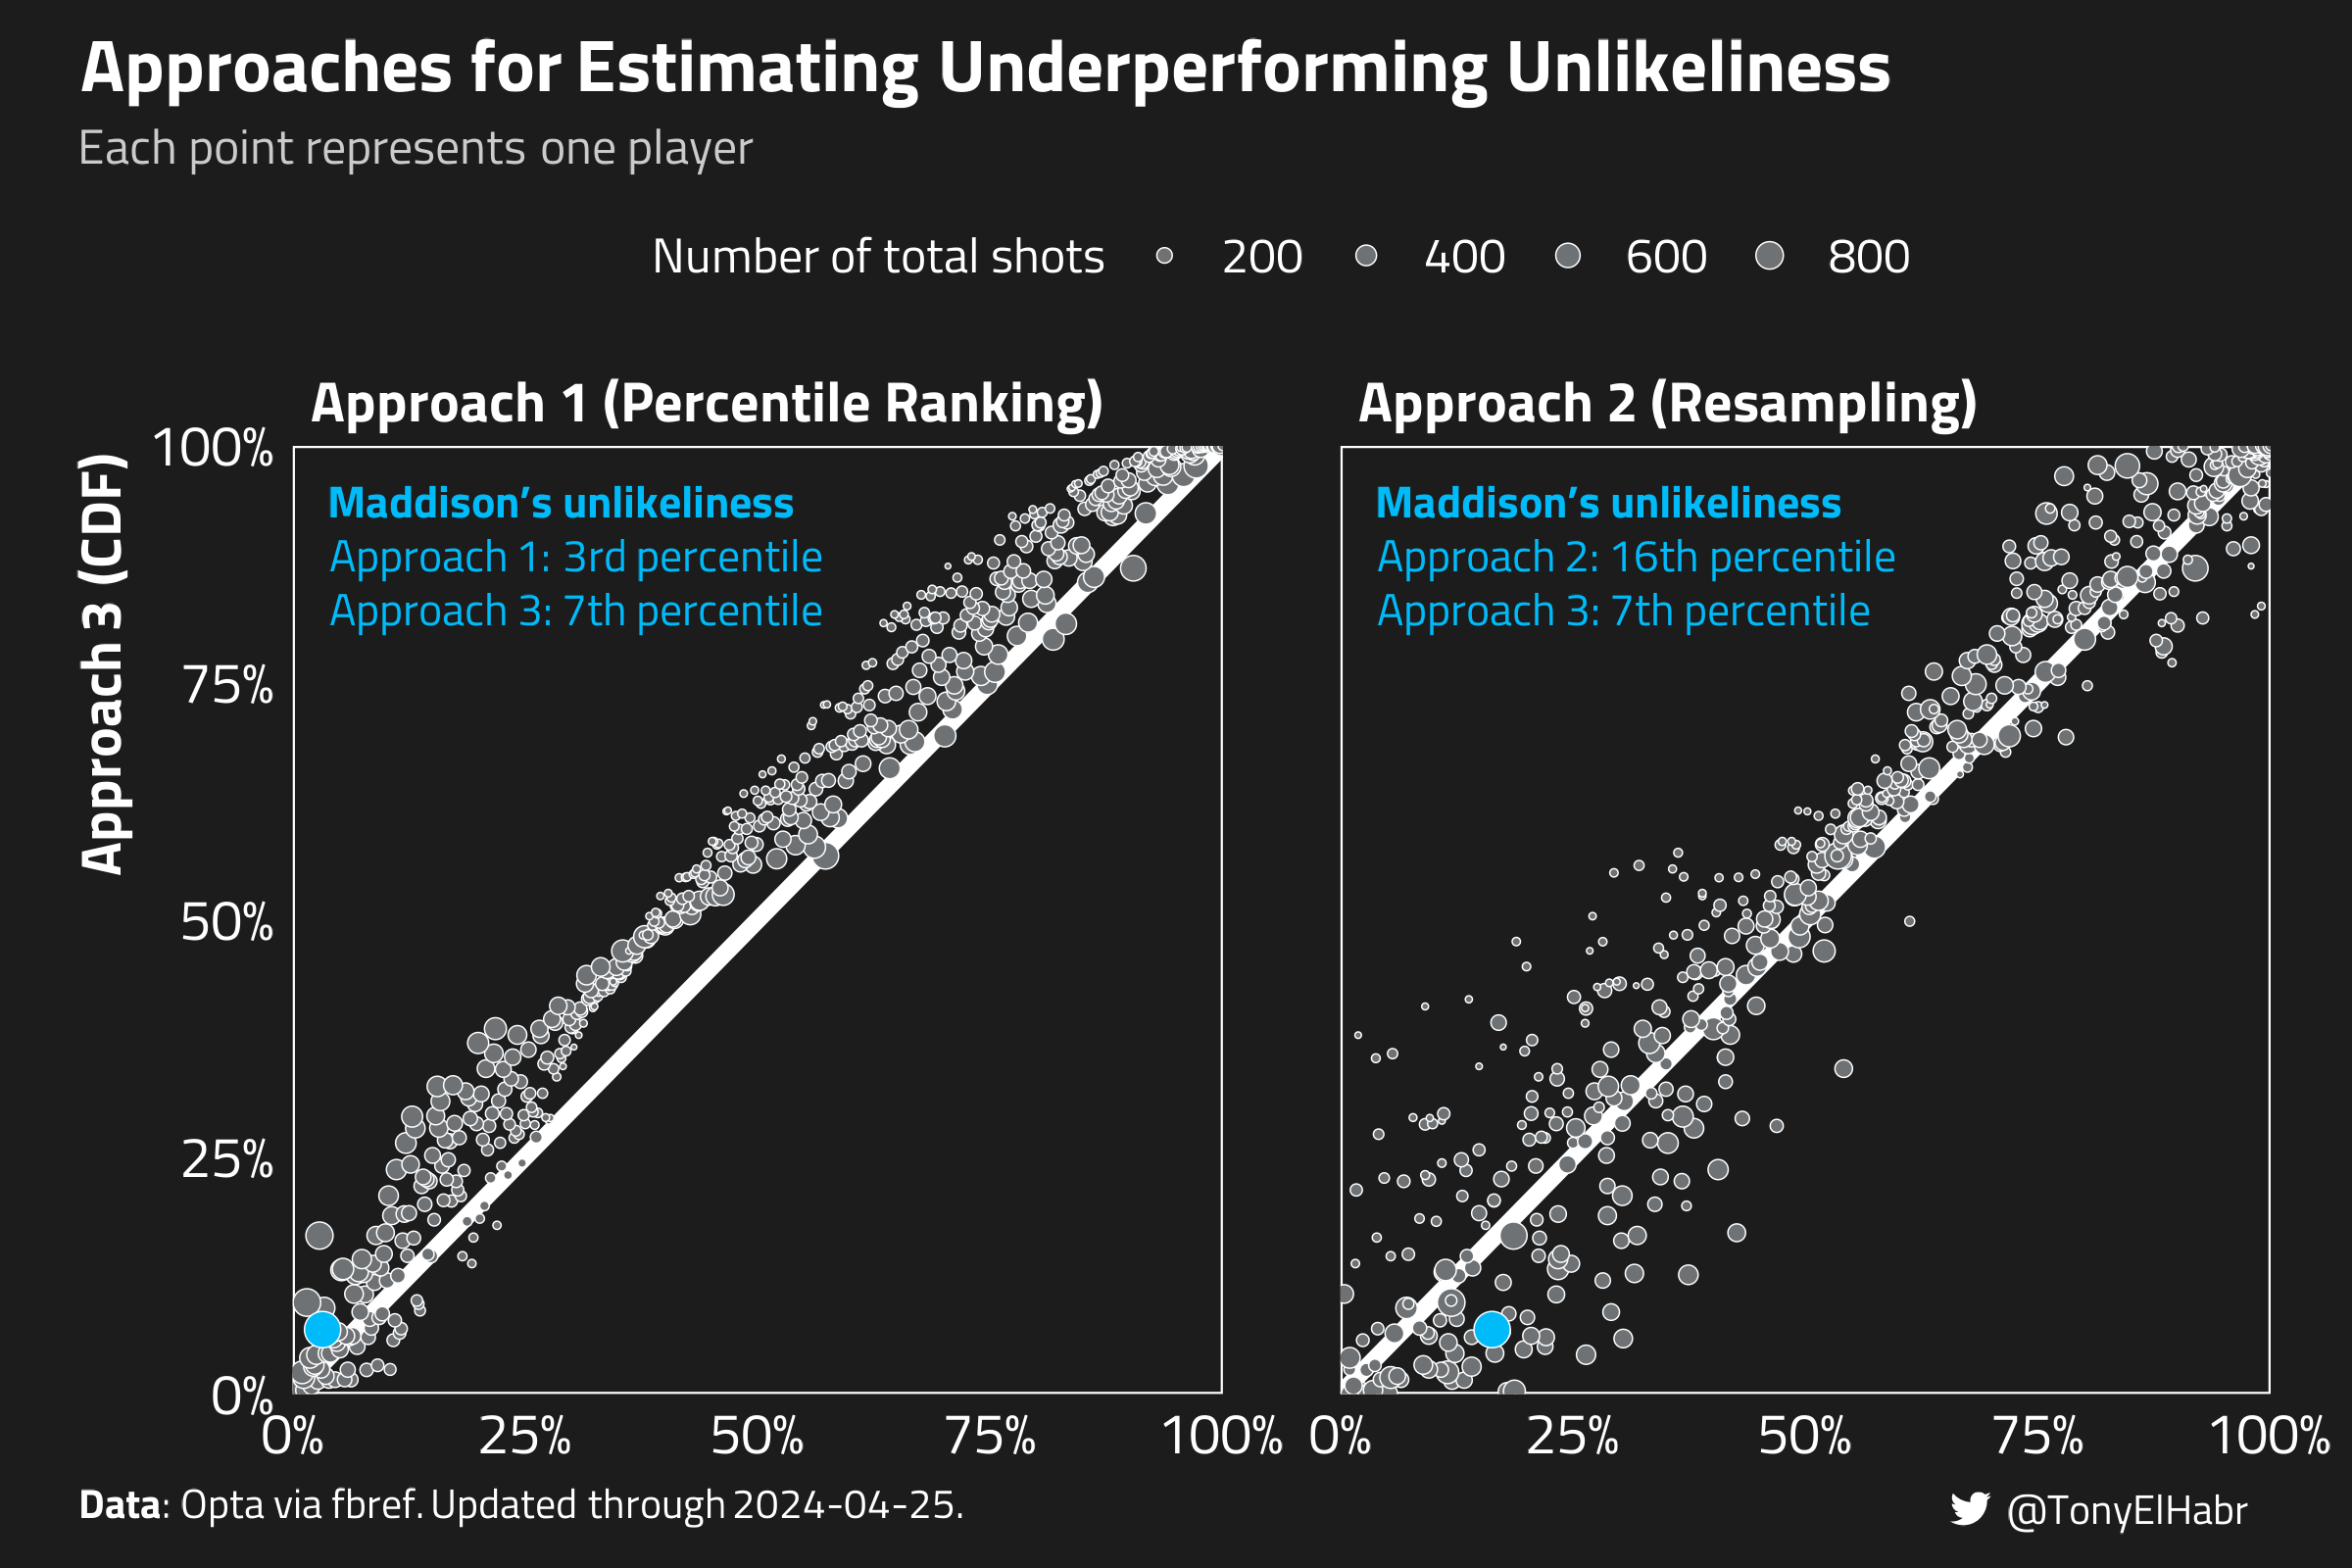 Approaches for Estimating Underperforming Unlikeliness
Each point represents one player
Number of total shots 200 400 600 800
Approach 1 (Percentile Ranking)
Approach 2 (Resampling)
Approach 3 (CDF)
100%
75%
50%
25%
0%
Maddison’s unlikeliness
Approach 1: 3rd percentile
Approach 3: 7th percentile
Maddison’s unlikeliness
Approach 2: 16th percentile
Approach 3: 7th percentile
0% 25% 50% 75% 100%
0% 25% 50% 75% 100%
Data: Opta via fbref. Updated through 2024-04-25.
@TonyElHabr